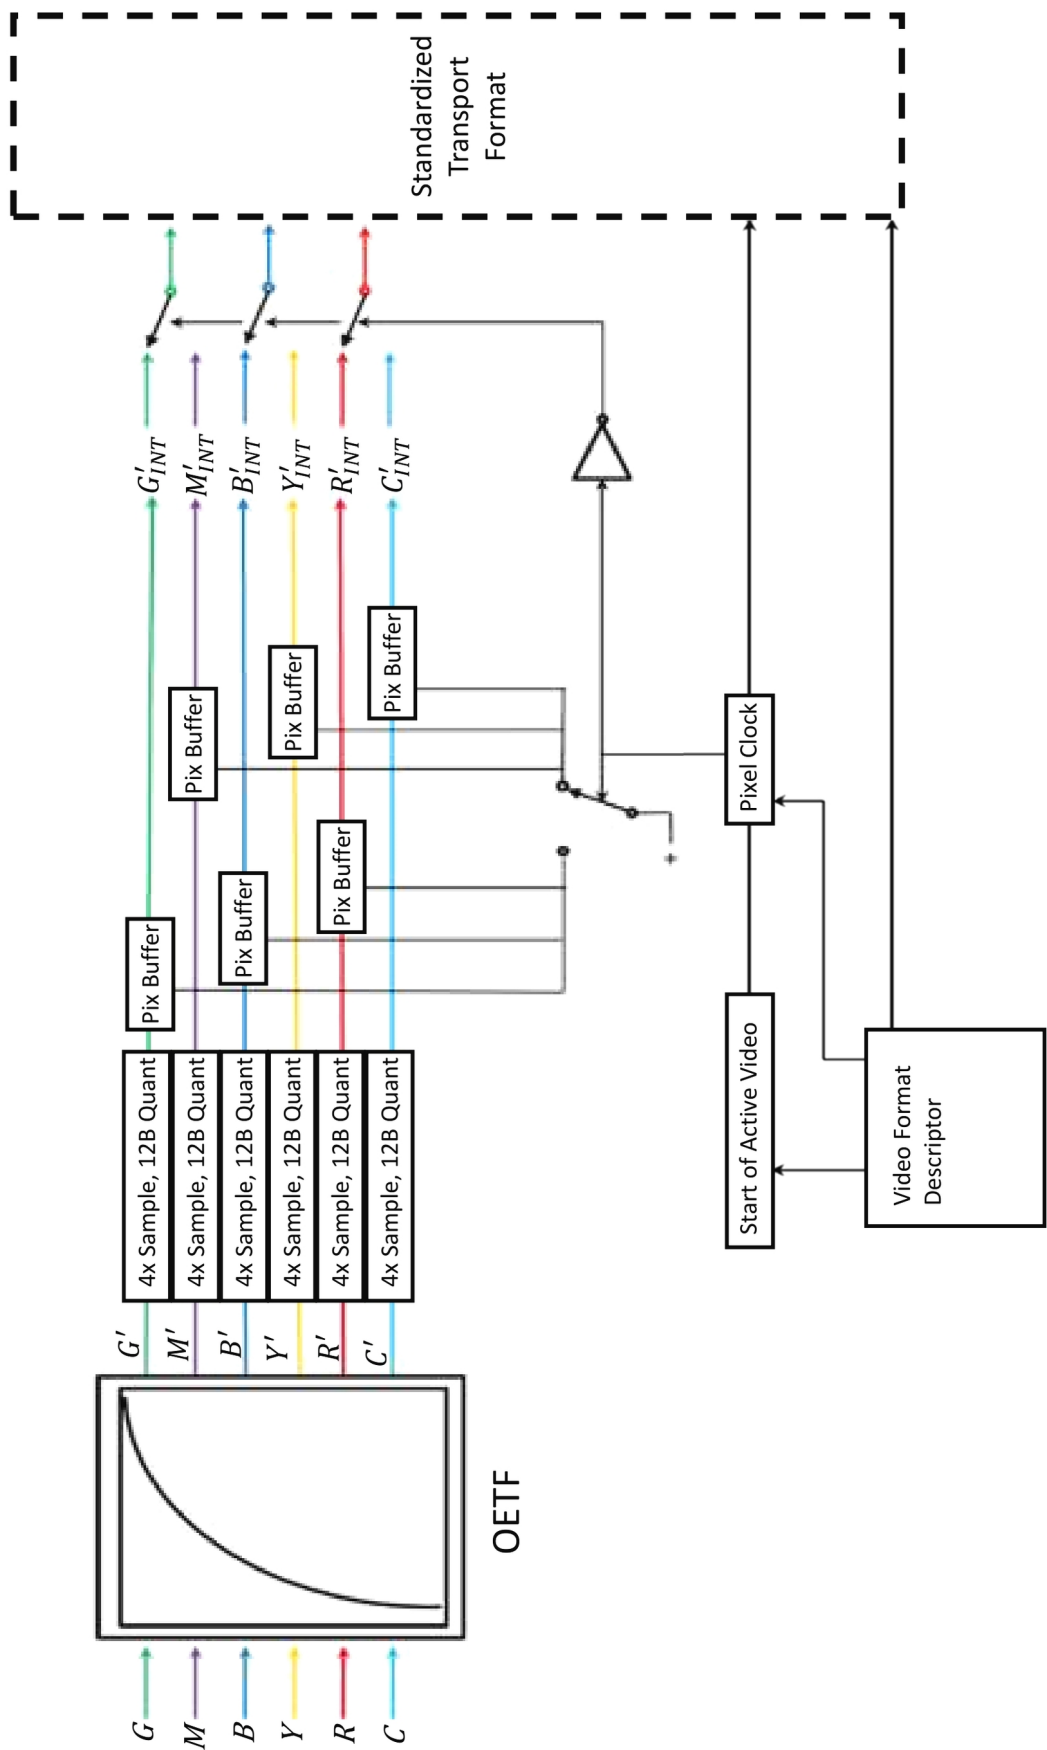 G
M
B
Y
R
C
OETF
G'
M'
B'
Y'
R'
C'
4x Sample, 12B Quant
4x Sample, 12B Quant
4x Sample, 12B Quant
4x Sample, 12B Quant
4x Sample, 12B Quant
4x Sample, 12B Quant
Pix Buffer
Pix Buffer
Pix Buffer
Pix Buffer
Pix Buffer
Pix Buffer
G'INT
M'INT
B'INT
Y'INT
R'INT
C'INT
+
Start of Active Video
Pixel Clock
Video Format
Descriptor
Standardized
Transport
Format